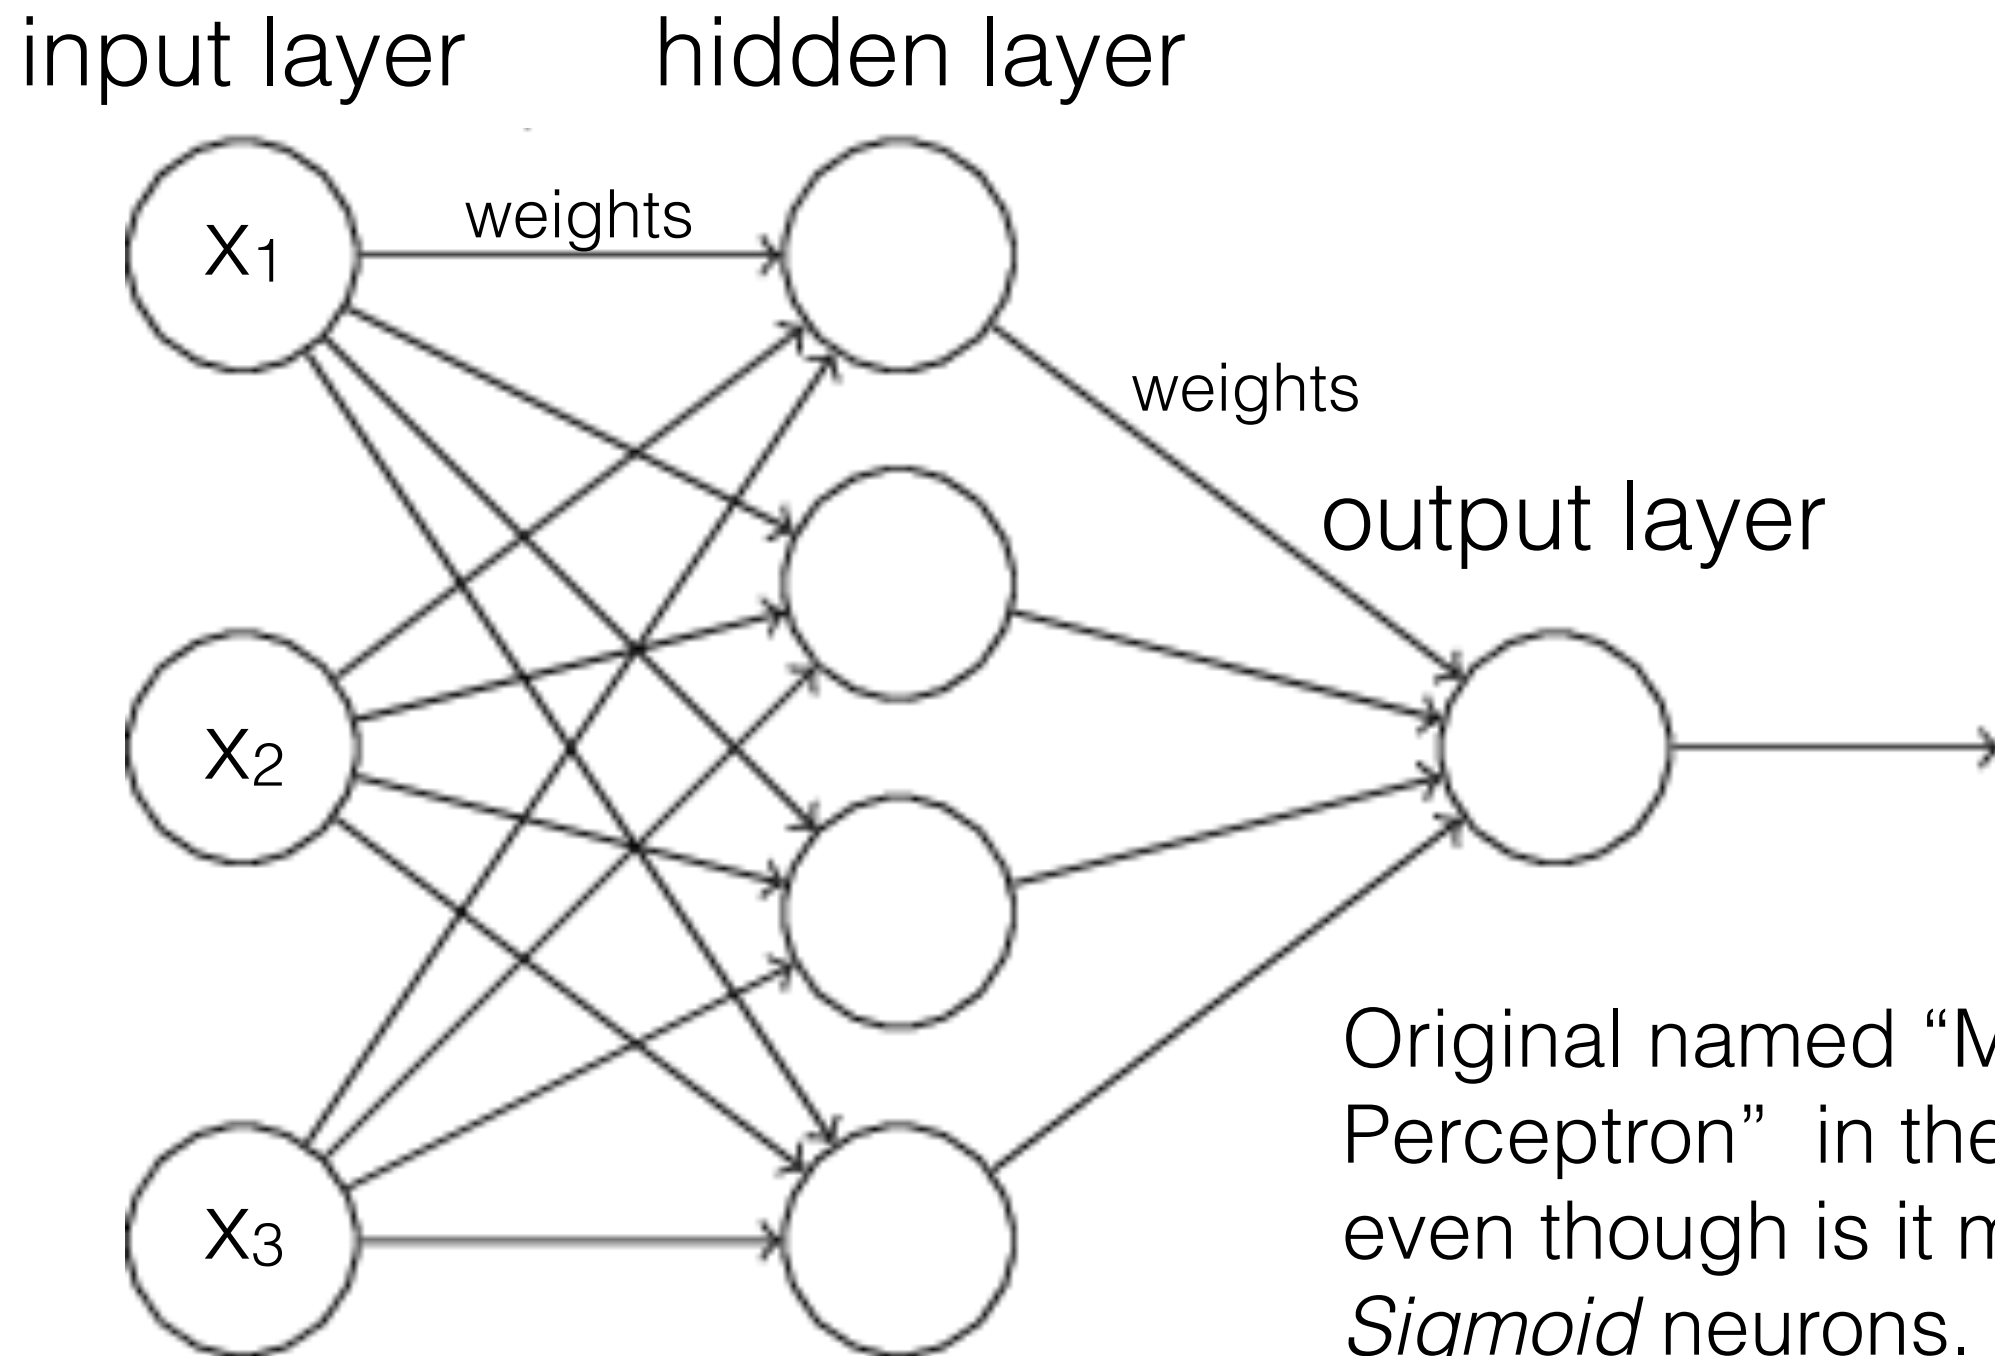 input layer
hidden layer
weights
X1
weights
output layer
X2
Original named “M
Perceptron” in the
even though is it m
X3
Sigmoid neurons.